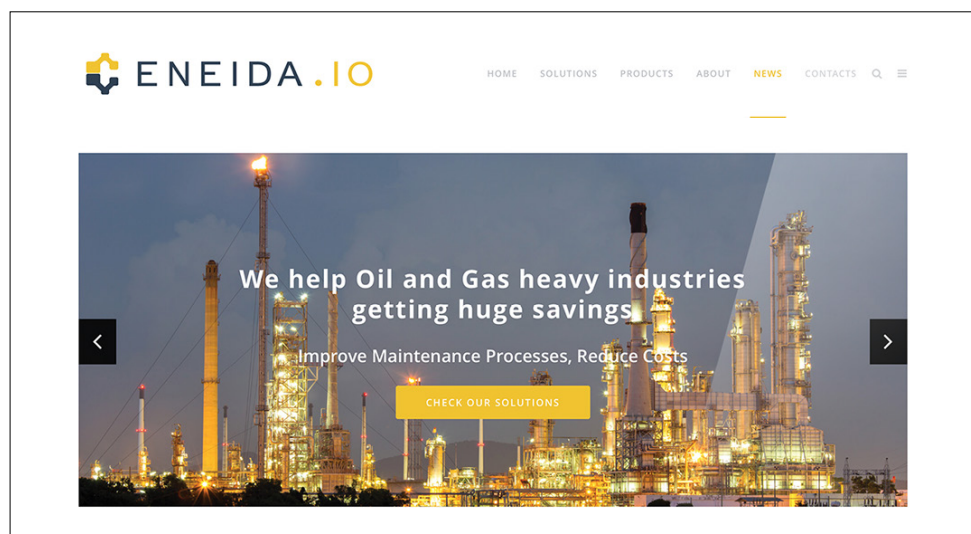 ENEIDA.IO
HOME SOLUTIONS PRODUCTS ABOUT NEWS CONTACTS
We help Oil and Gas heavy industries
getting huge savings
Improve Maintenance Processes, Reduce Costs
CHECK OUR SOLUTIONS